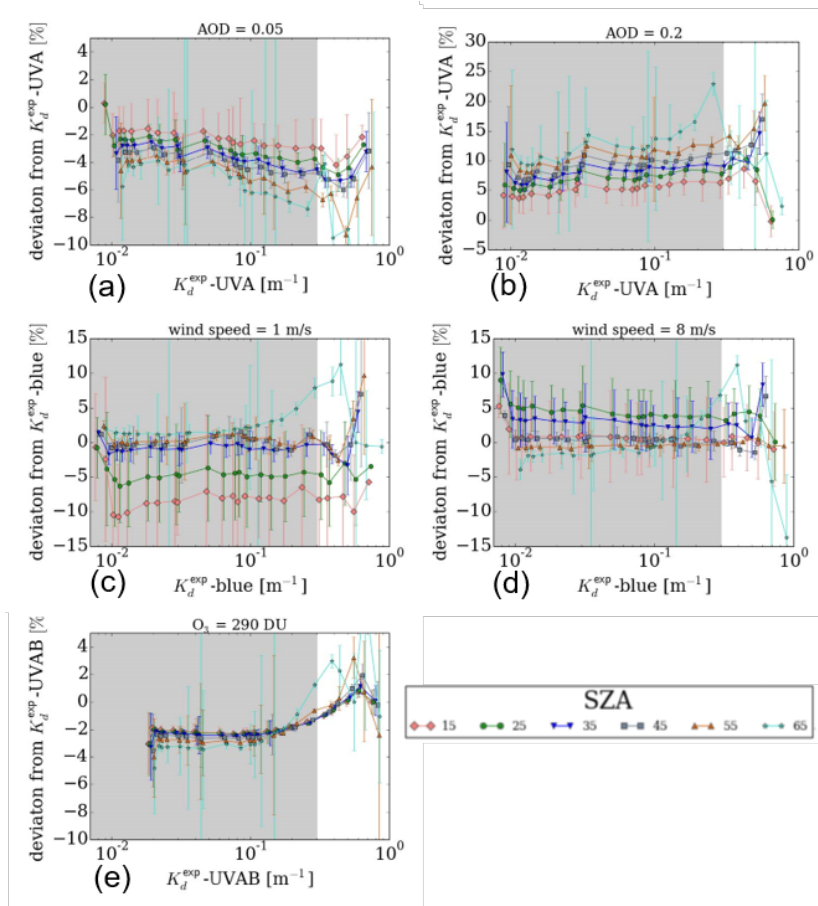 AOD = 0.05
deviaton from K_d^exp-UVA [%]
4
2
0
−2
−4
−6
−8
−10
10^-2
10^-1
10^0
(a)
K_d^exp-UVA [m^−1]
AOD = 0.2
deviaton from K_d^exp-UVA [%]
30
25
20
15
10
5
0
−5
10^-2
10^-1
10^0
(b)
K_d^exp-UVA [m^−1]
wind speed = 1 m/s
deviaton from K_d^exp-blue [%]
15
10
5
0
−5
−10
−15
10^-2
10^-1
10^0
(c)
K_d^exp-blue [m^−1]
wind speed = 8 m/s
deviaton from K_d^exp-blue [%]
15
10
5
0
−5
−10
−15
10^-2
10^-1
10^0
(d)
K_d^exp-blue [m^−1]
O_3 = 290 DU
deviaton from K_d^exp-UVAB [%
4
2
0
−2
−4
−6
−8
−10
10^-2
10^-1
10^0
(e)
K_d^exp-UVAB [m^−1]
SZA
15 25 35 45 55 65